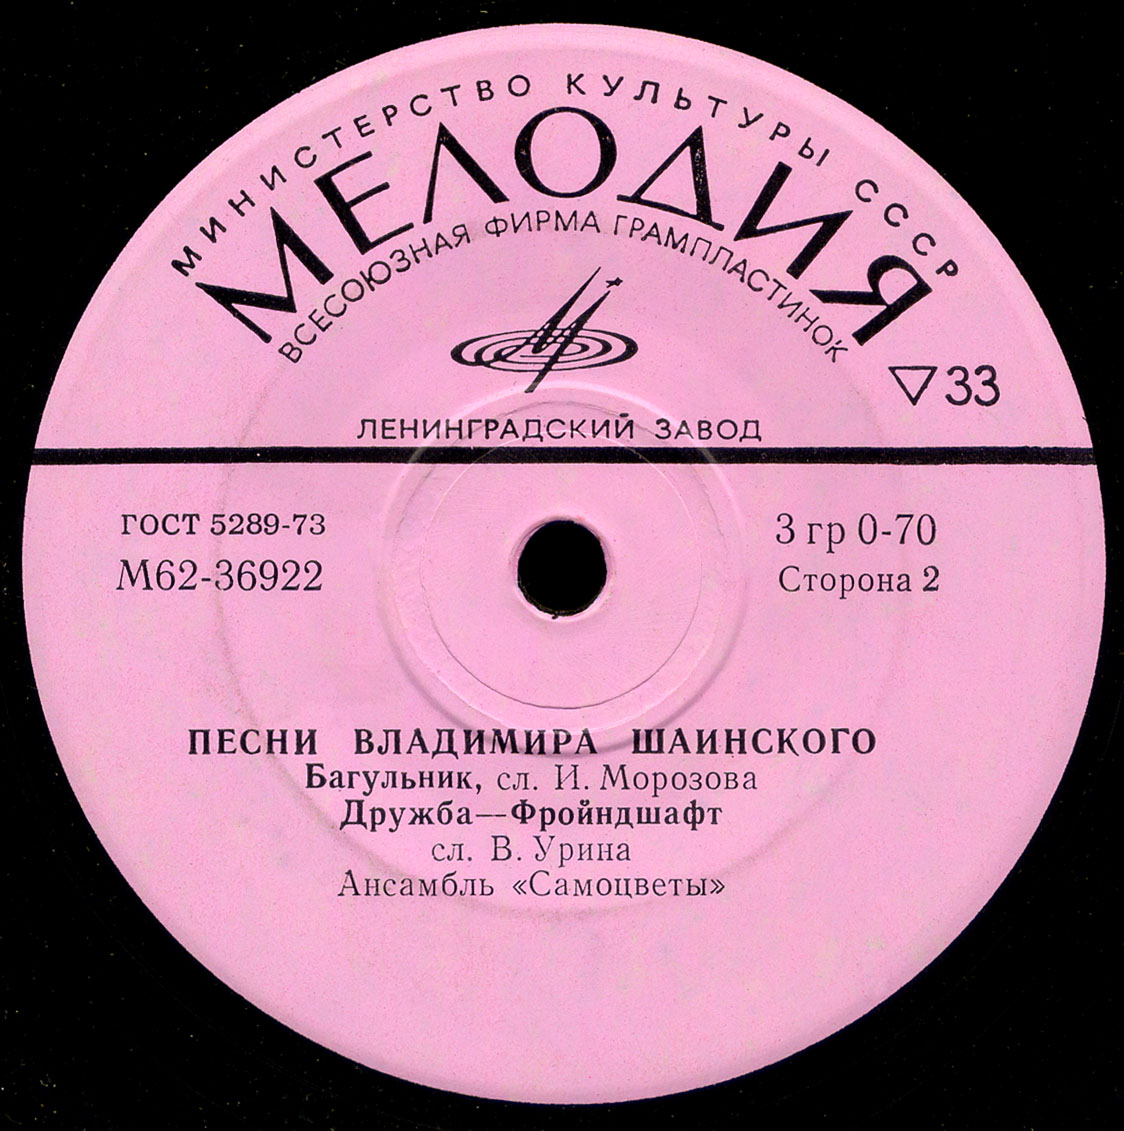 МИНИСТЕРСТВО КУЛЬТУРЫ СССР
МЕЛОДИЯ
ВСЕСОЮЗНАЯ ФИРМА ГРАМПЛАСТИНОК
▽33
ЛЕНИНГРАДСКИЙ ЗАВОД
ГОСТ 5289-73
М62-36922
3 гр 0-70
Сторона 2
ПЕСНИ ВЛАДИМИРА ШАИНСКОГО
Багульник, сл. И. Морозова
Дружба—Фройндшафт
сл. В. Урина
Ансамбль «Самоцветы»